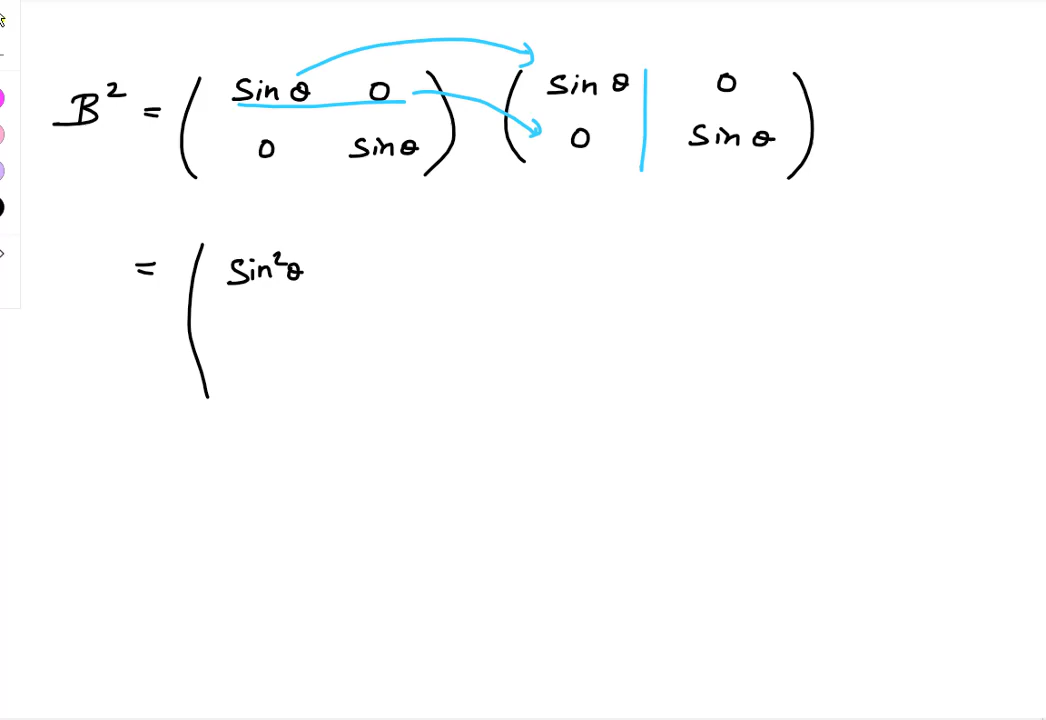 B² = ( sin θ 0 ) ( sin θ | 0 )
( 0 sin θ ) ( 0 | sin θ )
= ( sin²θ